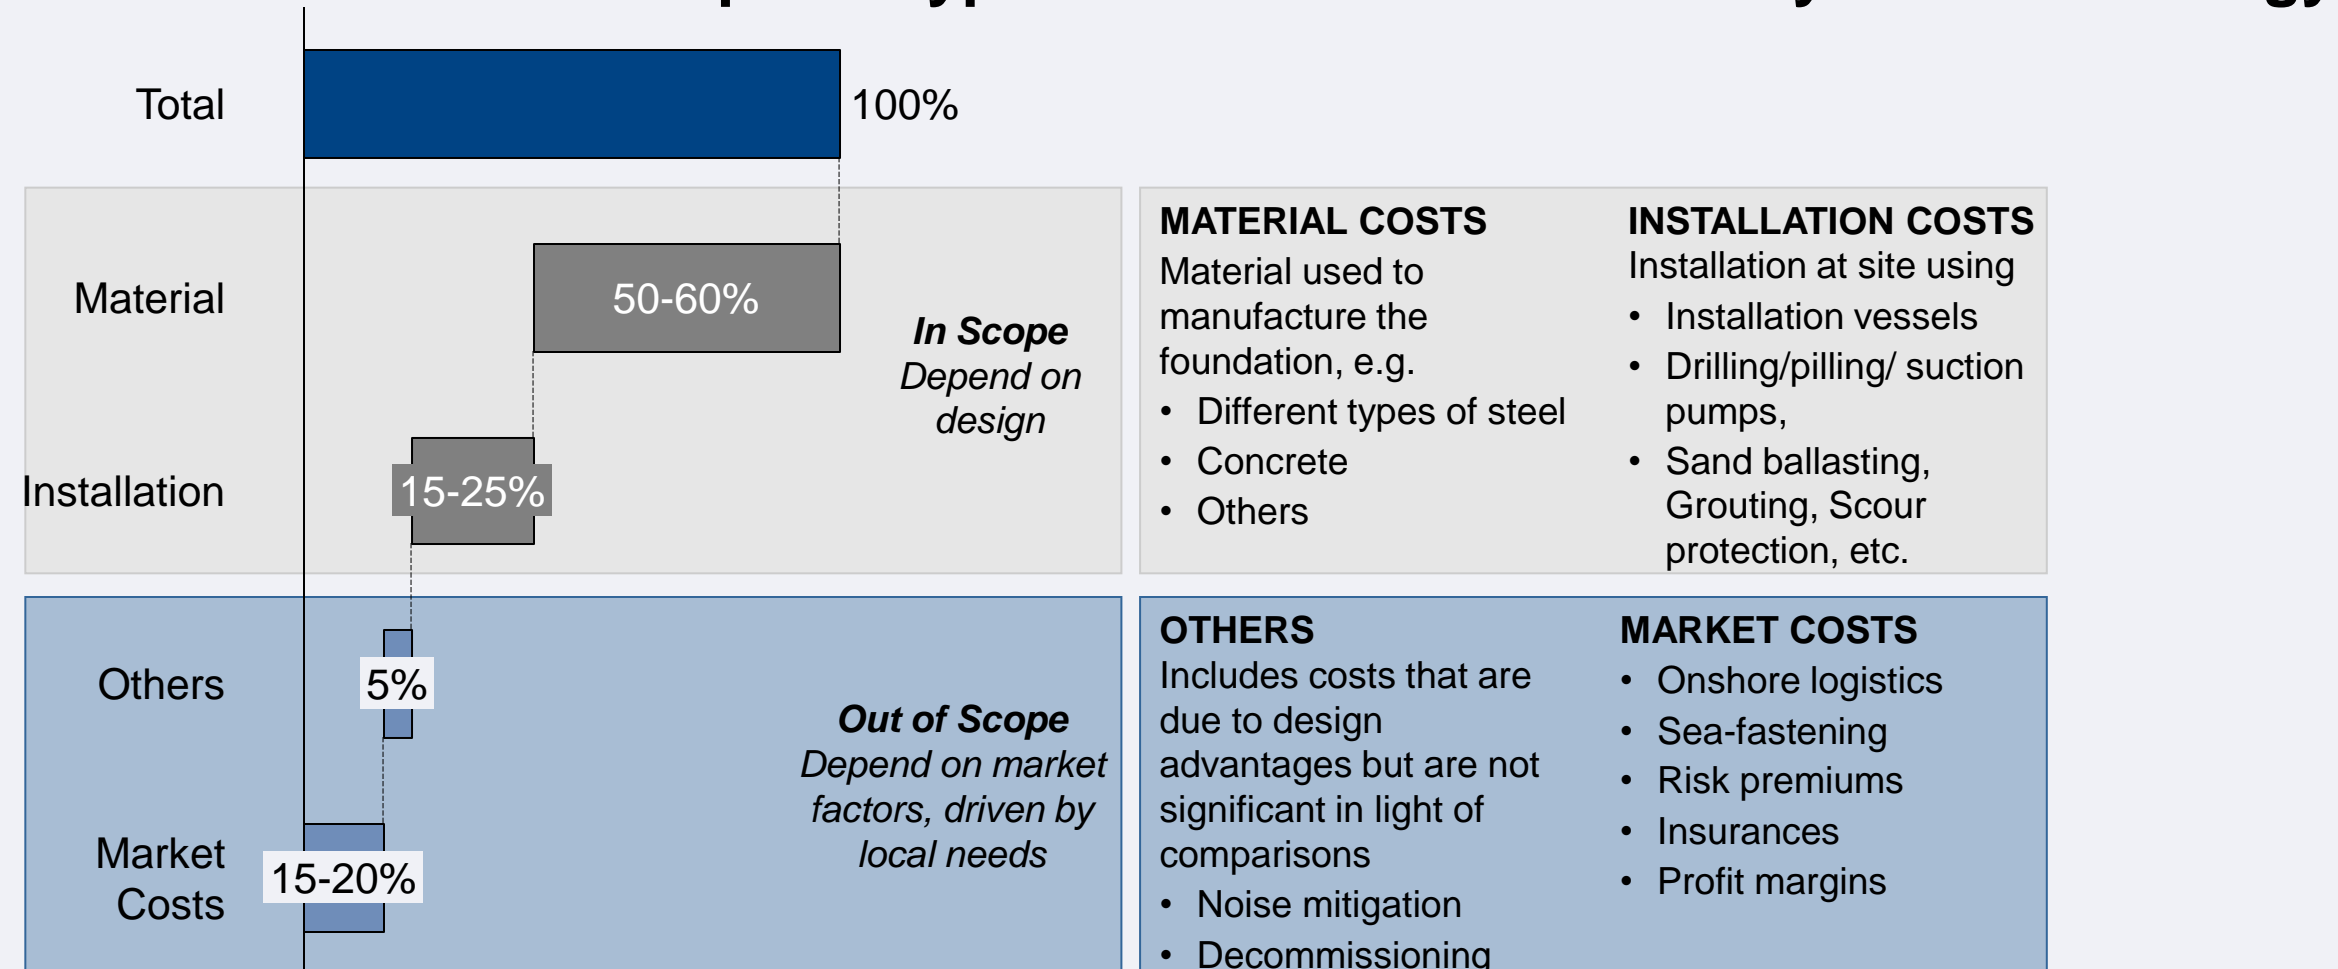 Total
100%
Material
50-60%
In Scope
Depend on
design
Installation
15-25%
MATERIAL COSTS
Material used to
manufacture the
foundation, e.g.
• Different types of steel
• Concrete
• Others
INSTALLATION COSTS
Installation at site using
• Installation vessels
• Drilling/pilling/ suction
pumps,
• Sand ballasting,
Grouting, Scour
protection, etc.
Others
5%
Out of Scope
Depend on market
factors, driven by
local needs
Market
Costs
15-20%
OTHERS
Includes costs that are
due to design
advantages but are not
significant in light of
comparisons
• Noise mitigation
• Decommissioning
MARKET COSTS
• Onshore logistics
• Sea-fastening
• Risk premiums
• Insurances
• Profit margins